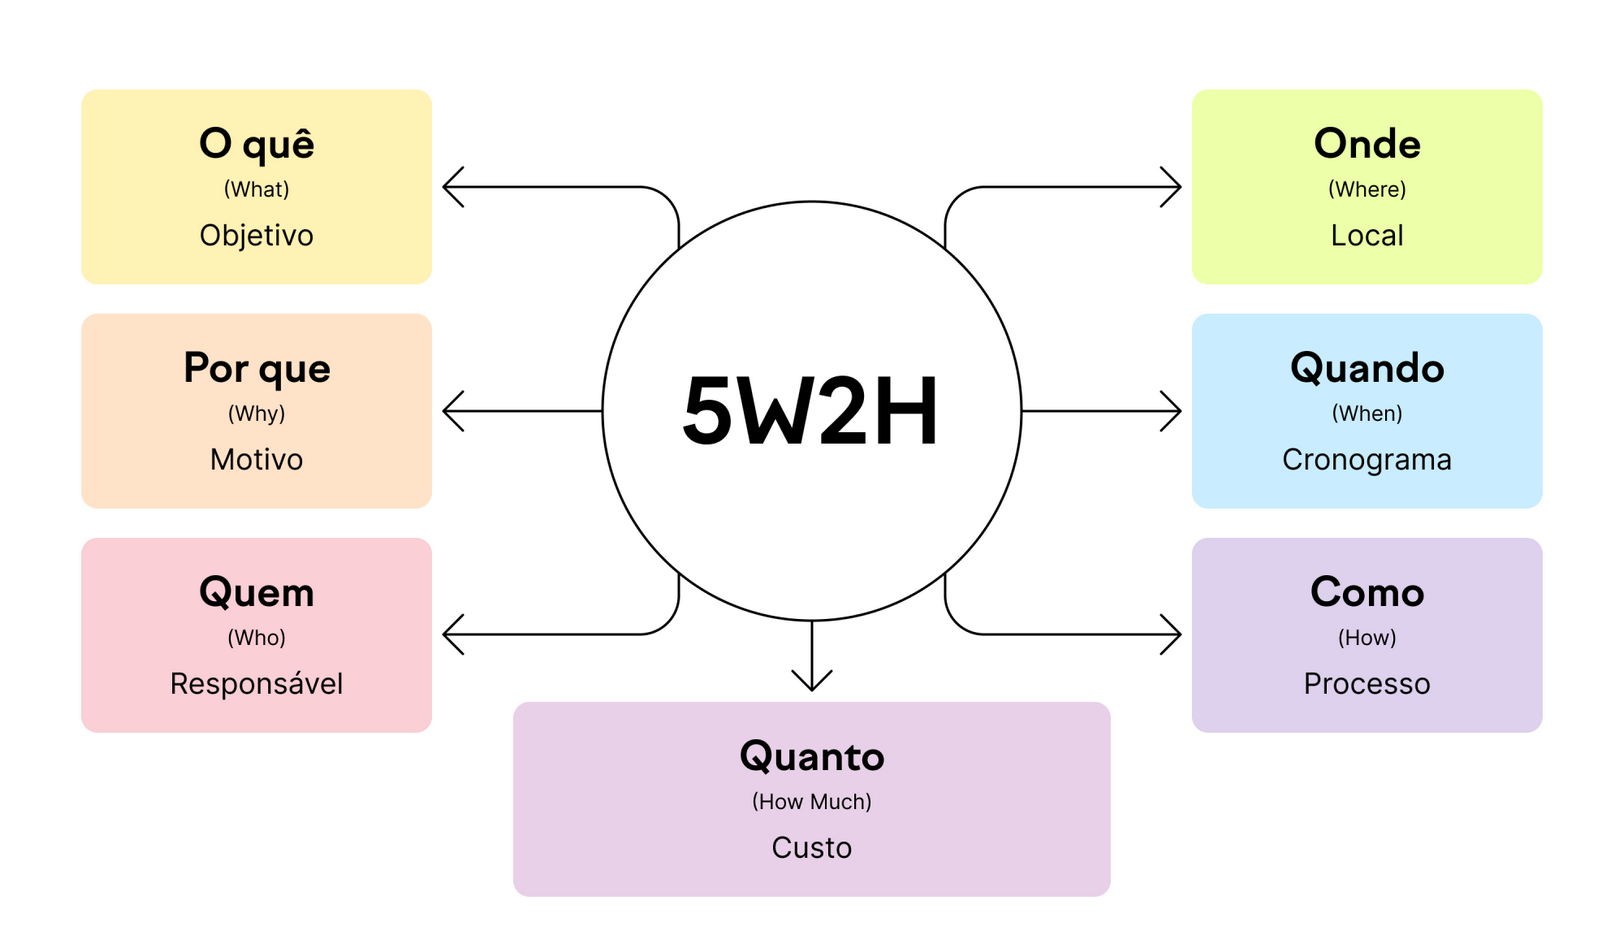 O quê
(What)
Objetivo
Por que
(Why)
Motivo
Quem
(Who)
Responsável
5W2H
Onde
(Where)
Local
Quando
(When)
Cronograma
Como
(How)
Processo
Quanto
(How Much)
Custo